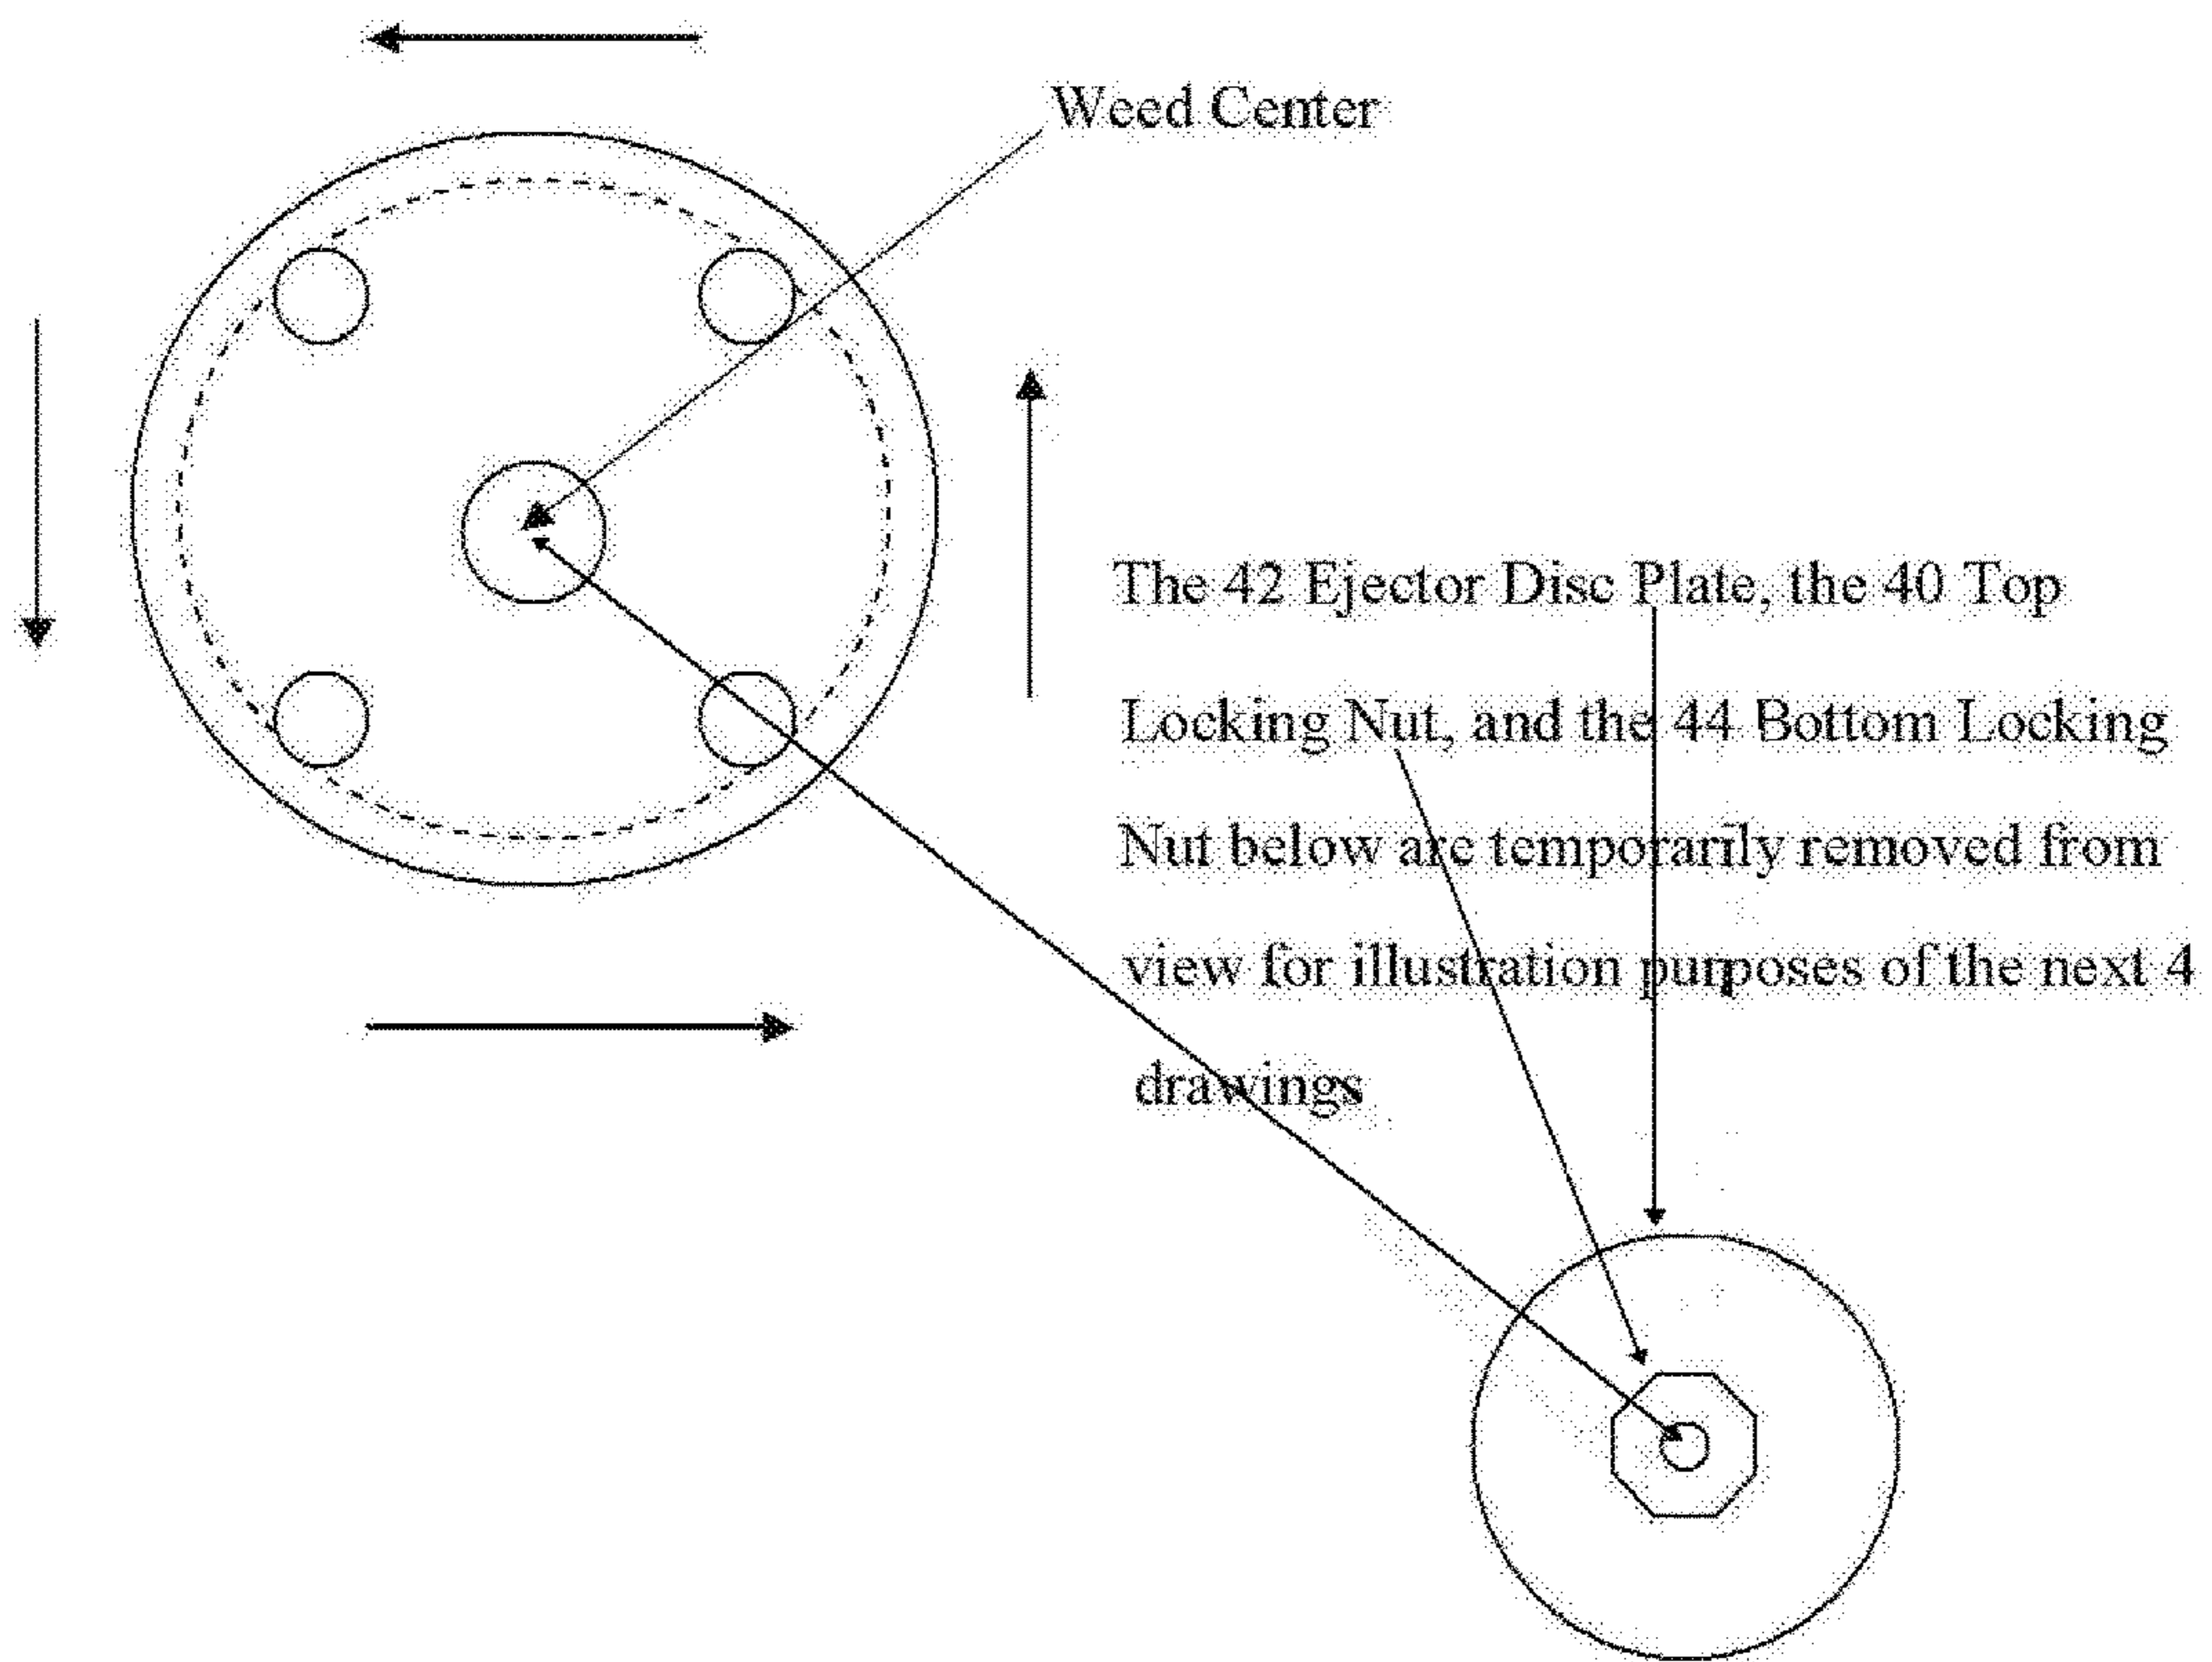 Weed Center
The 42 Ejector Disc Plate, the 40 Top
Locking Nut, and the 44 Bottom Locking
Nut below are temporarily removed from
view for illustration purposes of the next 4
drawings